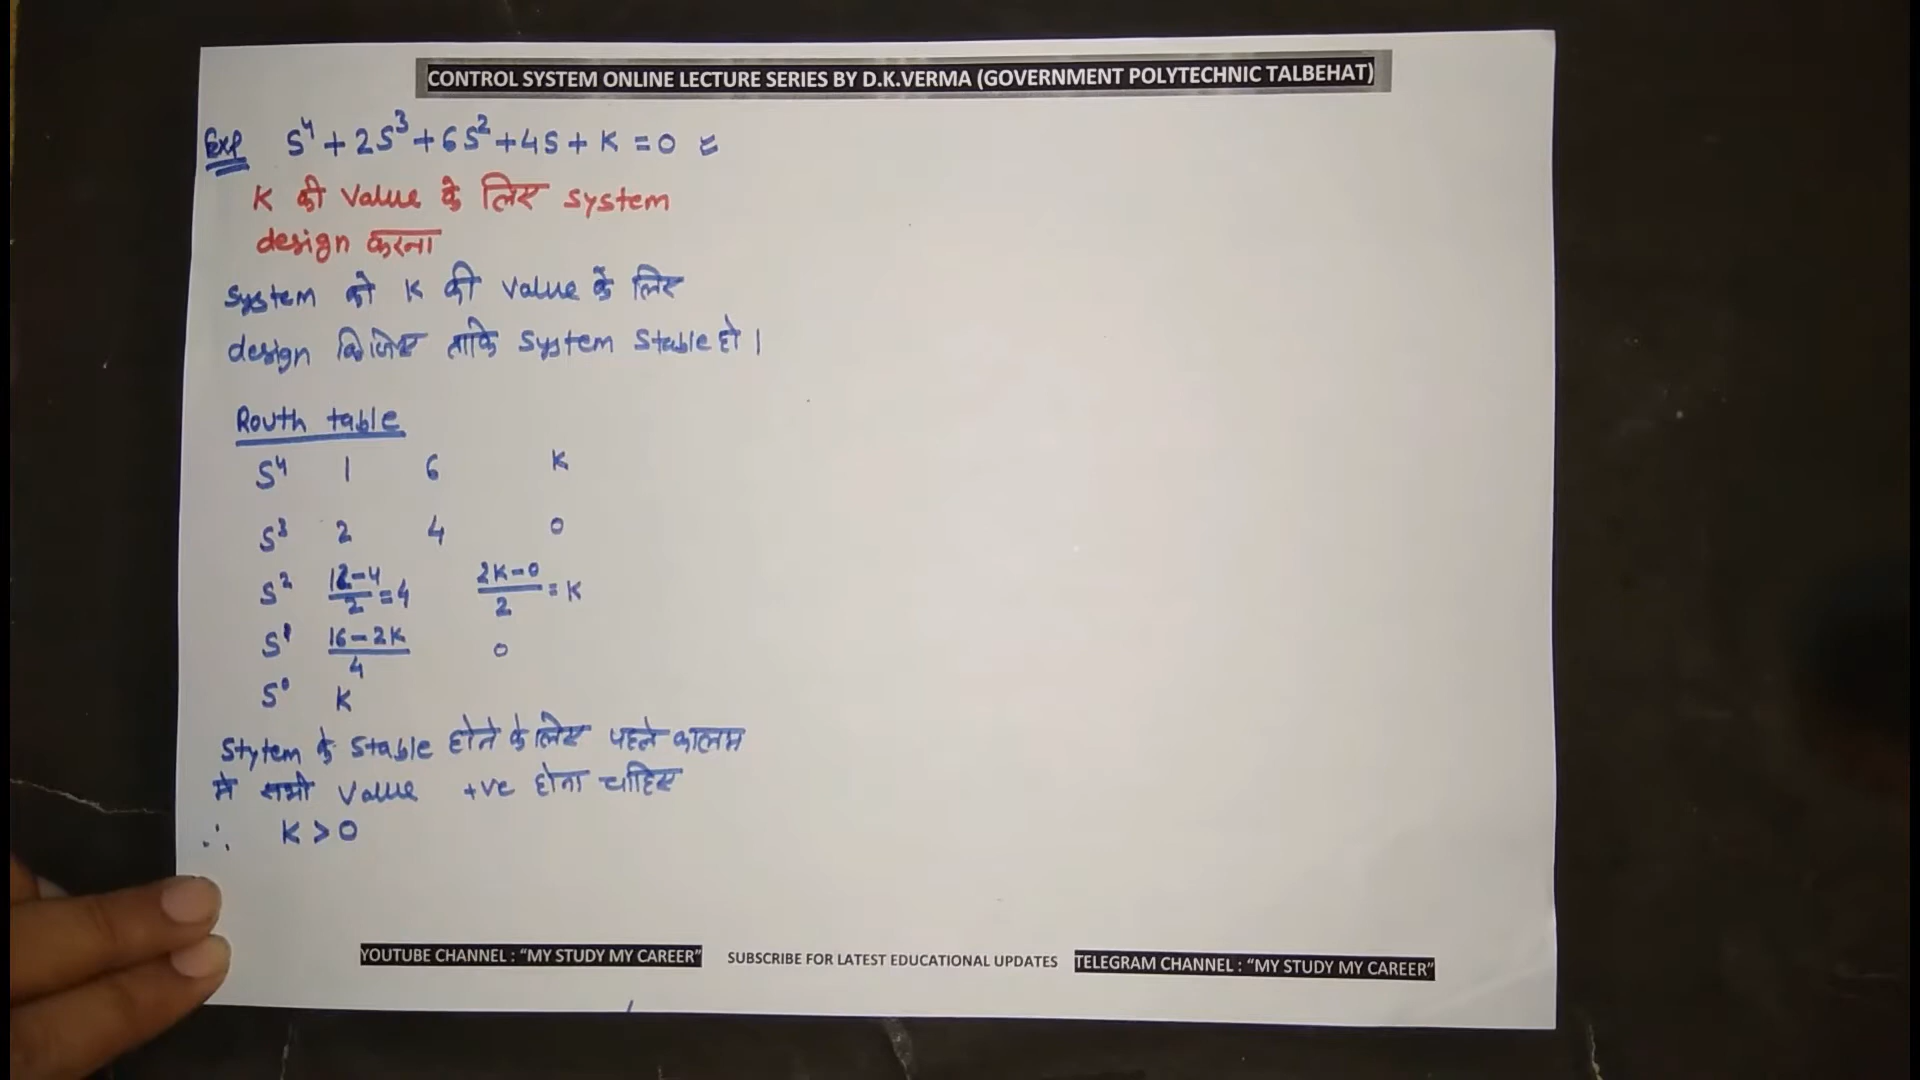 CONTROL SYSTEM ONLINE LECTURE SERIES BY D.K.VERMA (GOVERNMENT POLYTECHNIC TALBEHAT)
Exp S⁴ + 2S³ + 6S² + 4S + K = 0
K की value के लिए system
design करना
System को K की value के लिए
design किजिए ताकि System Stable हो ।
Routh table
S⁴ 1 6 K
S³ 2 4 0
S² (12-4)/2 = 4 (2K-0)/2 = K
S¹ (16-2K)/4 0
S⁰ K
Stytem के Stable होने के लिए पहले कालम
मे सभी value +ve होना चाहिए
∴ K > 0
YOUTUBE CHANNEL : “MY STUDY MY CAREER” SUBSCRIBE FOR LATEST EDUCATIONAL UPDATES TELEGRAM CHANNEL : “MY STUDY MY CAREER”